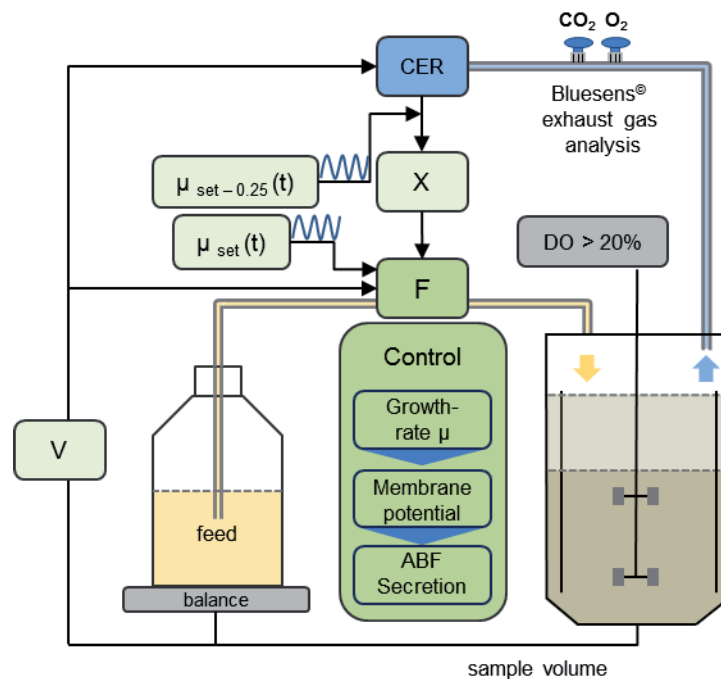 CO₂ O₂
CER
Bluesens©
exhaust gas
analysis
μ set – 0.25 (t)
X
μ set (t)
DO > 20%
F
Control
Growth-
rate μ
V
Membrane
potential
feed
ABF
Secretion
balance
sample volume